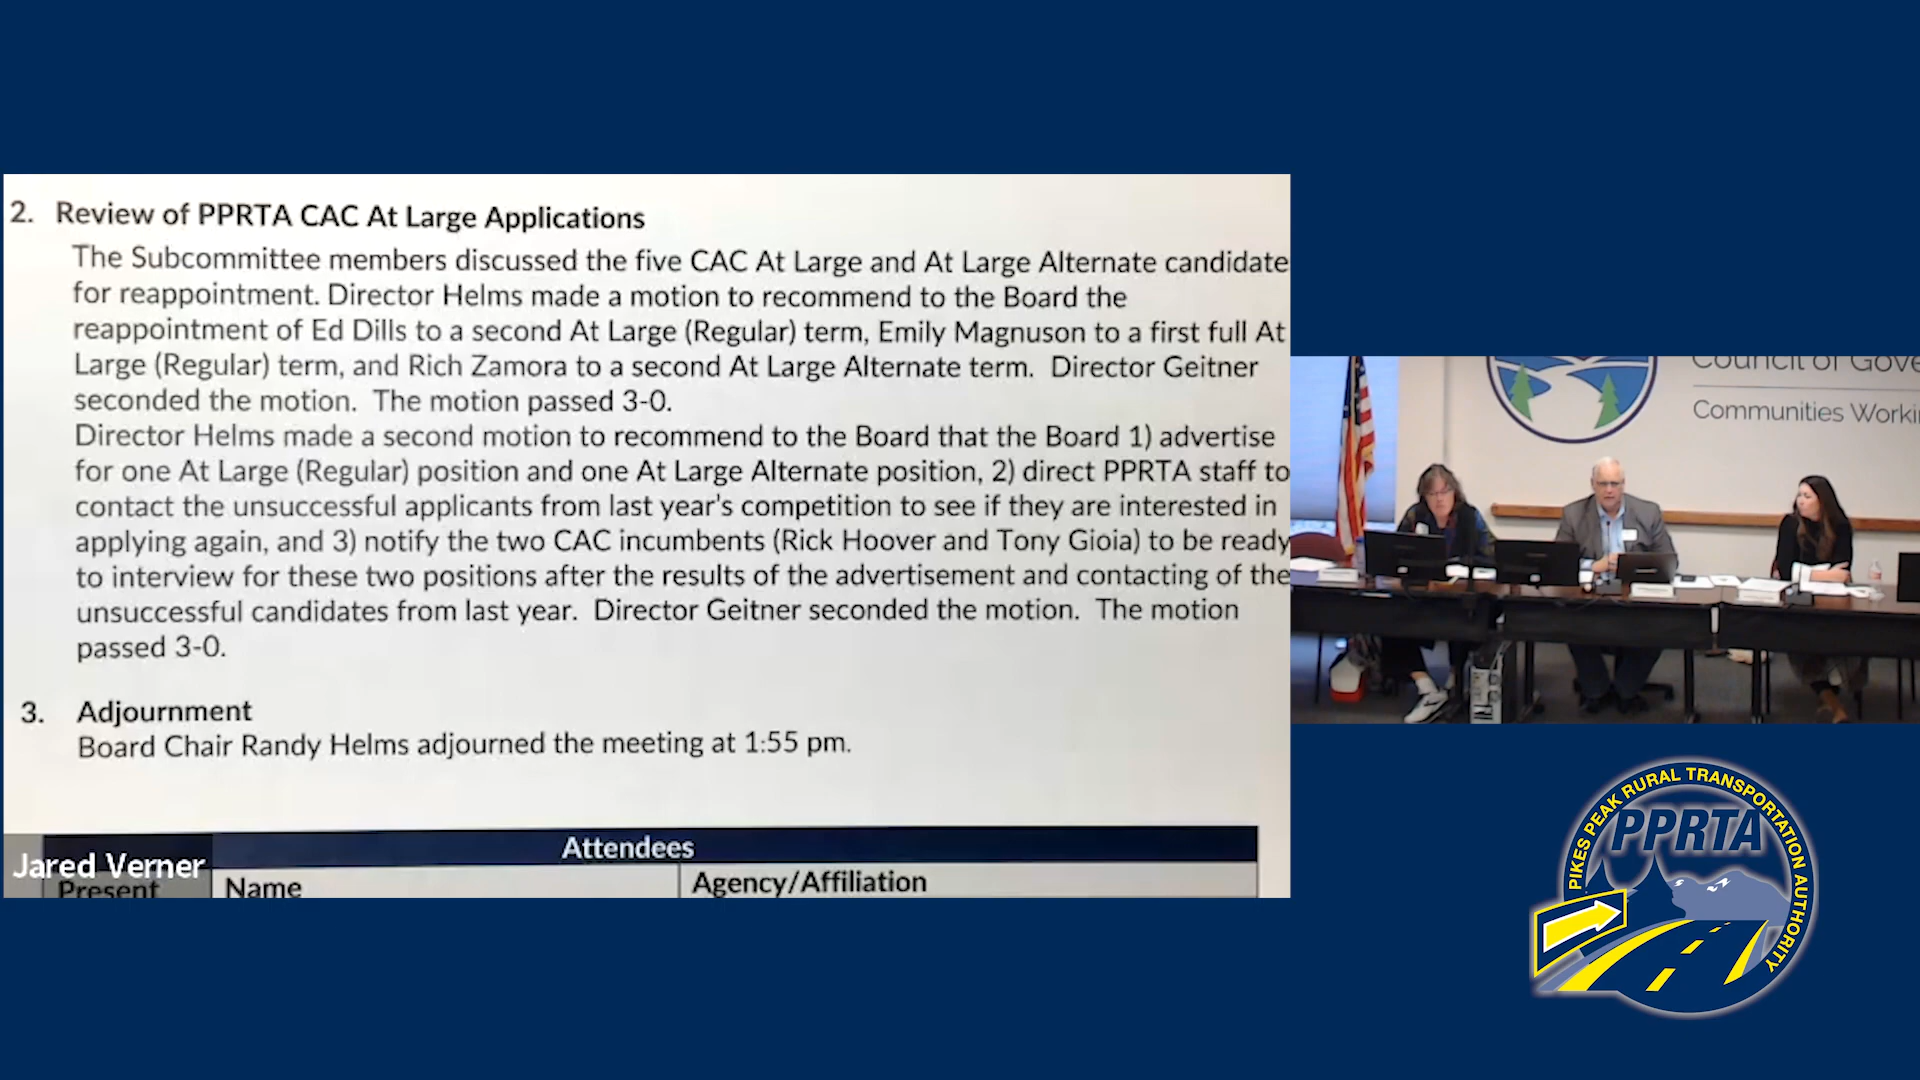 2. Review of PPRTA CAC At Large Applications
The Subcommittee members discussed the five CAC At Large and At Large Alternate candidate
for reappointment. Director Helms made a motion to recommend to the Board the
reappointment of Ed Dills to a second At Large (Regular) term, Emily Magnuson to a first full At
Large (Regular) term, and Rich Zamora to a second At Large Alternate term. Director Geitner
seconded the motion. The motion passed 3-0.
Director Helms made a second motion to recommend to the Board that the Board 1) advertise
for one At Large (Regular) position and one At Large Alternate position, 2) direct PPRTA staff to
contact the unsuccessful applicants from last year's competition to see if they are interested in
applying again, and 3) notify the two CAC incumbents (Rick Hoover and Tony Gioia) to be ready
to interview for these two positions after the results of the advertisement and contacting of the
unsuccessful candidates from last year. Director Geitner seconded the motion. The motion
passed 3-0.
3. Adjournment
Board Chair Randy Helms adjourned the meeting at 1:55 pm.
Attendees
Jared Verner
Present Name Agency/Affiliation
Council of Gove
Communities Worki
PIKES PEAK RURAL TRANSPORTATION AUTHORITY
PPRTA